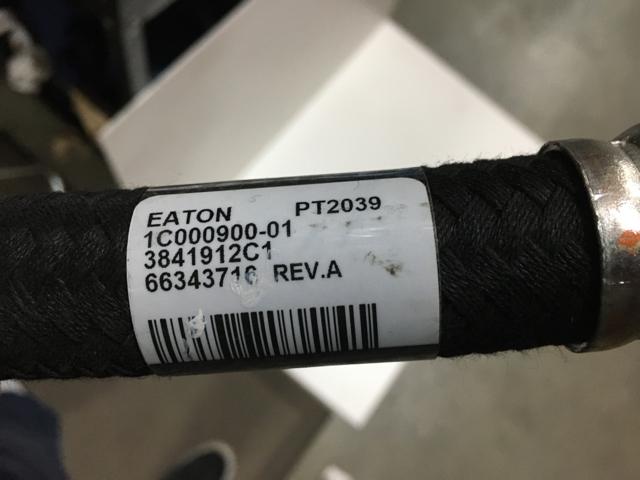 EATON PT2039
1C000900-01
3841912C1
66343716 REV.A